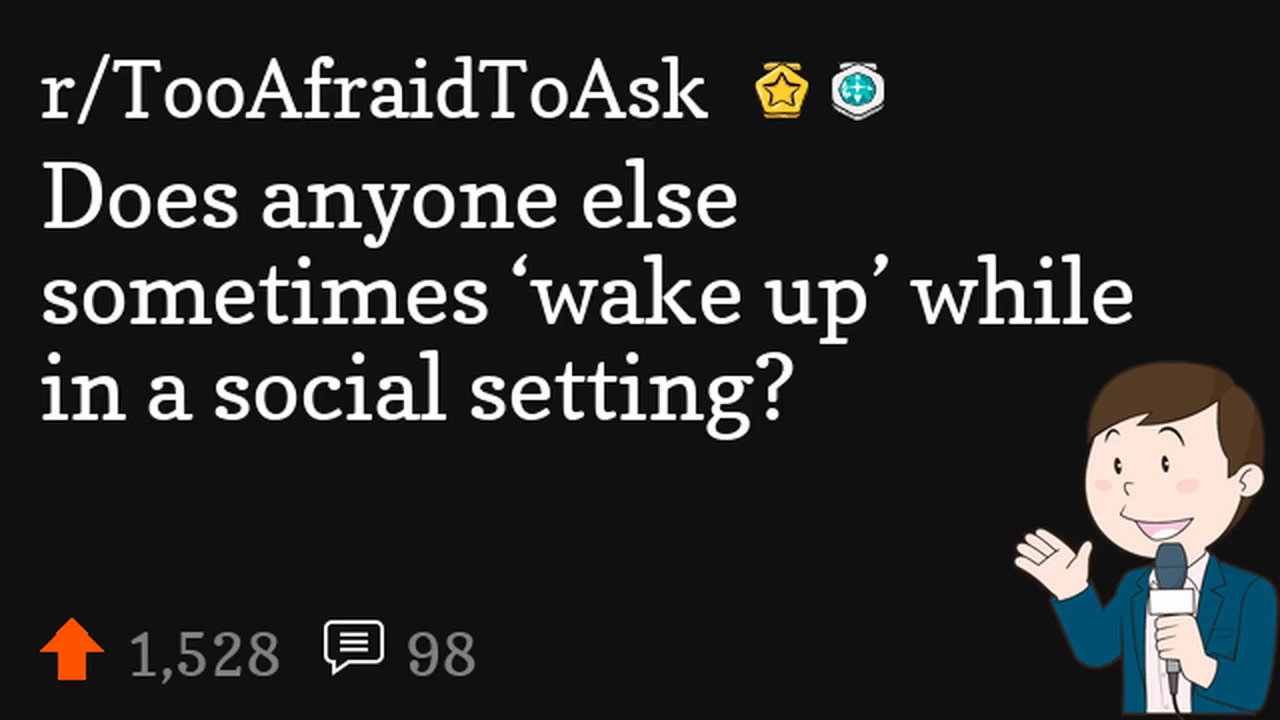 r/TooAfraidToAsk
Does anyone else
sometimes ‘wake up’ while
in a social setting?
1,528 98